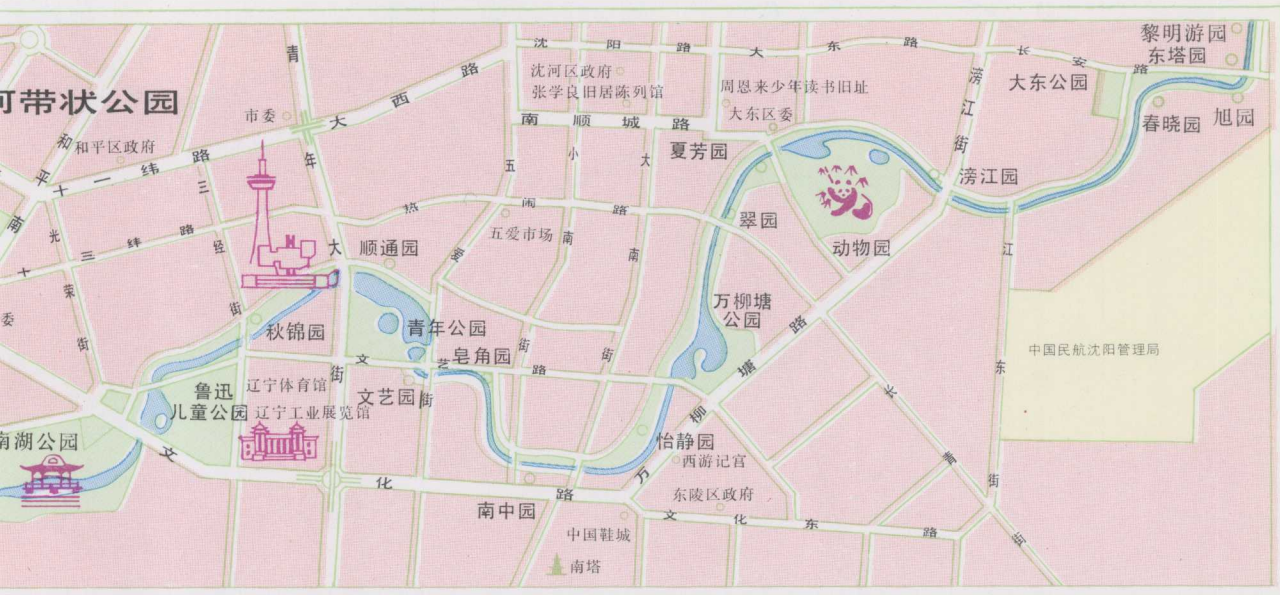 河带状公园
黎明游园
东塔园
大东公园
春晓园
旭园
沈阳路
大东路
长安路
沈河区政府
张学良旧居陈列馆
周恩来少年读书旧址
大东区委
南顺城路
夏芳园
滂江街
滂江园
青年大街
大西路
市委
和平区政府
和平南
十一纬路
三经街
十三纬路
光荣街
委
热闹路
五爱街
小南街
大南街
五爱市场
顺通园
翠园
动物园
万柳塘
公园
秋锦园
青年公园
皂角园
文艺路
文艺园
街
鲁迅
儿童公园
辽宁体育馆
辽宁工业展览馆
南湖公园
文化路
南中园
怡静园
西游记宫
东陵区政府
万柳塘路
文化东路
中国鞋城
南塔
长青街
江东街
中国民航沈阳管理局